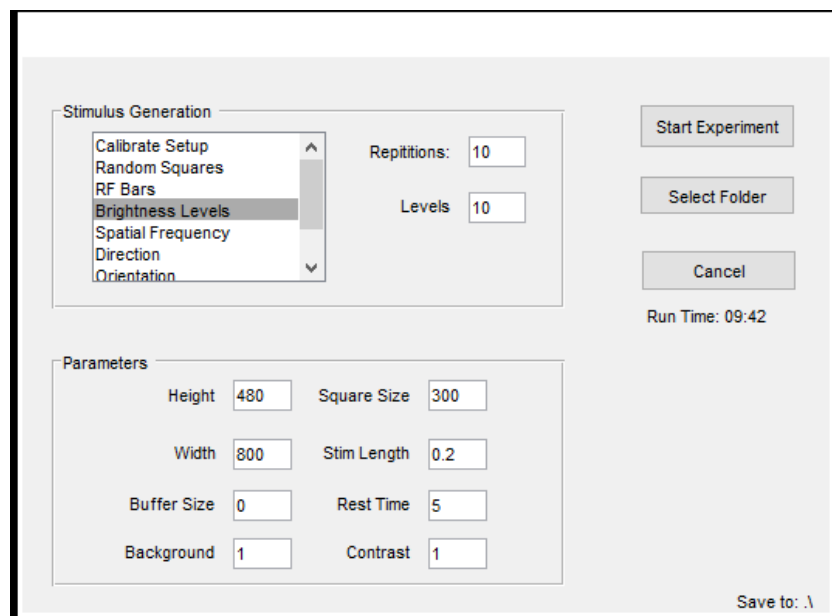 Stimulus Generation
Calibrate Setup
Random Squares
RF Bars
Brightness Levels
Spatial Frequency
Direction
Orientation
Repititions: 10
Levels 10
Start Experiment
Select Folder
Cancel
Run Time: 09:42
Parameters
Height 480 Square Size 300
Width 800 Stim Length 0.2
Buffer Size 0 Rest Time 5
Background 1 Contrast 1
Save to: .\